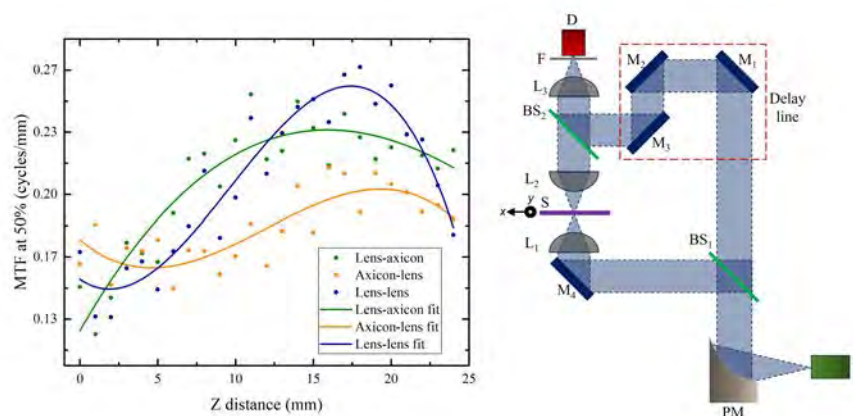 MTF at 50% (cycles/mm)
0.27
0.23
0.20
0.17
0.13
0
5
10
15
20
25
Z distance (mm)
Lens-axicon
Axicon-lens
Lens-lens
Lens-axicon fit
Axicon-lens fit
Lens-lens fit
D
F
L3
M2
M1
BS2
Delay line
M3
L2
y
x
S
L1
BS1
M4
PM